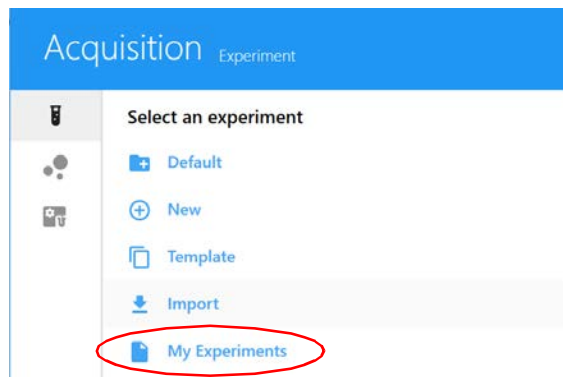 Acquisition Experiment
Select an experiment
Default
New
Template
Import
My Experiments